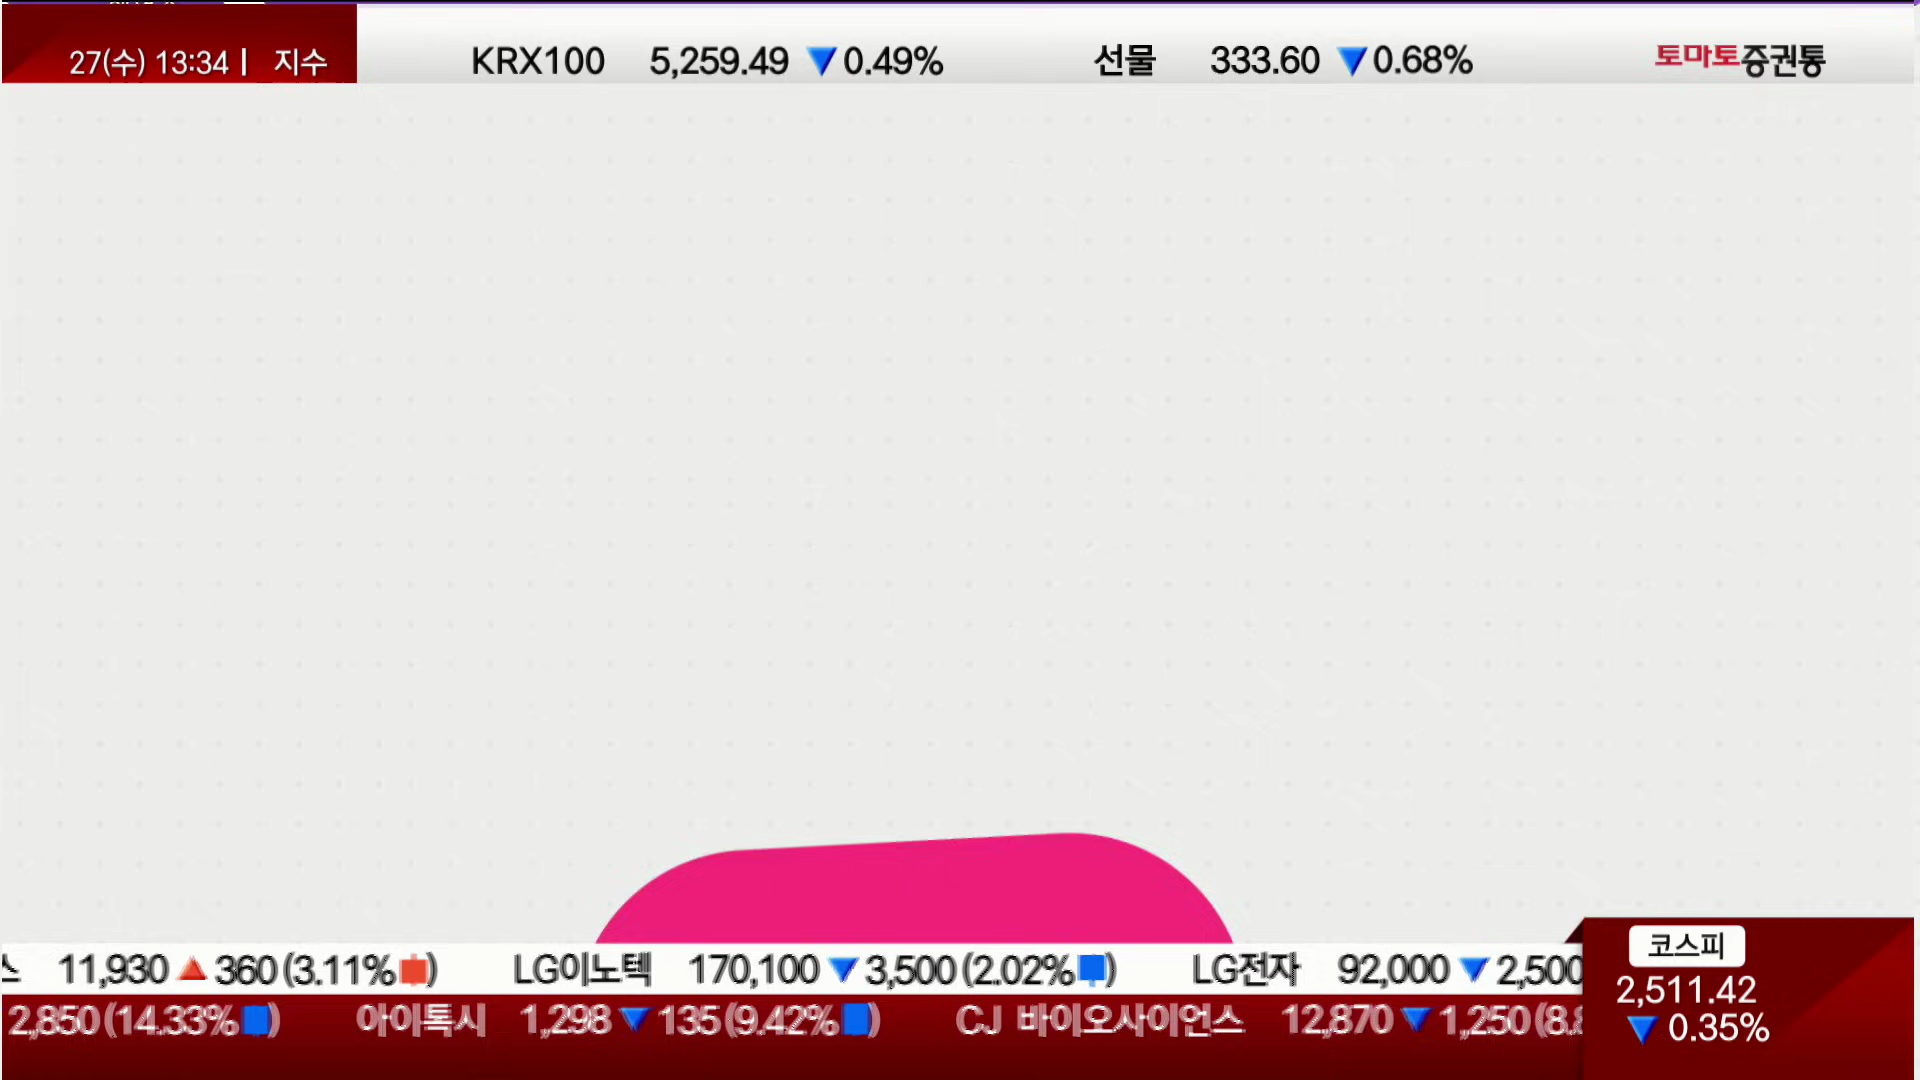 27(수) 13:34 | 지수 KRX100 5,259.49 ▼0.49% 선물 333.60 ▼0.68% 토마토증권통
스 11,930 ▲360(3.11%) LG이노텍 170,100 ▼3,500(2.02%) LG전자 92,000 ▼2,500
2,850(14.33%) 아이톡시 1,298 ▼135(9.42%) CJ 바이오사이언스 12,870 ▼1,250(8.8
코스피
2,511.42
▼ 0.35%